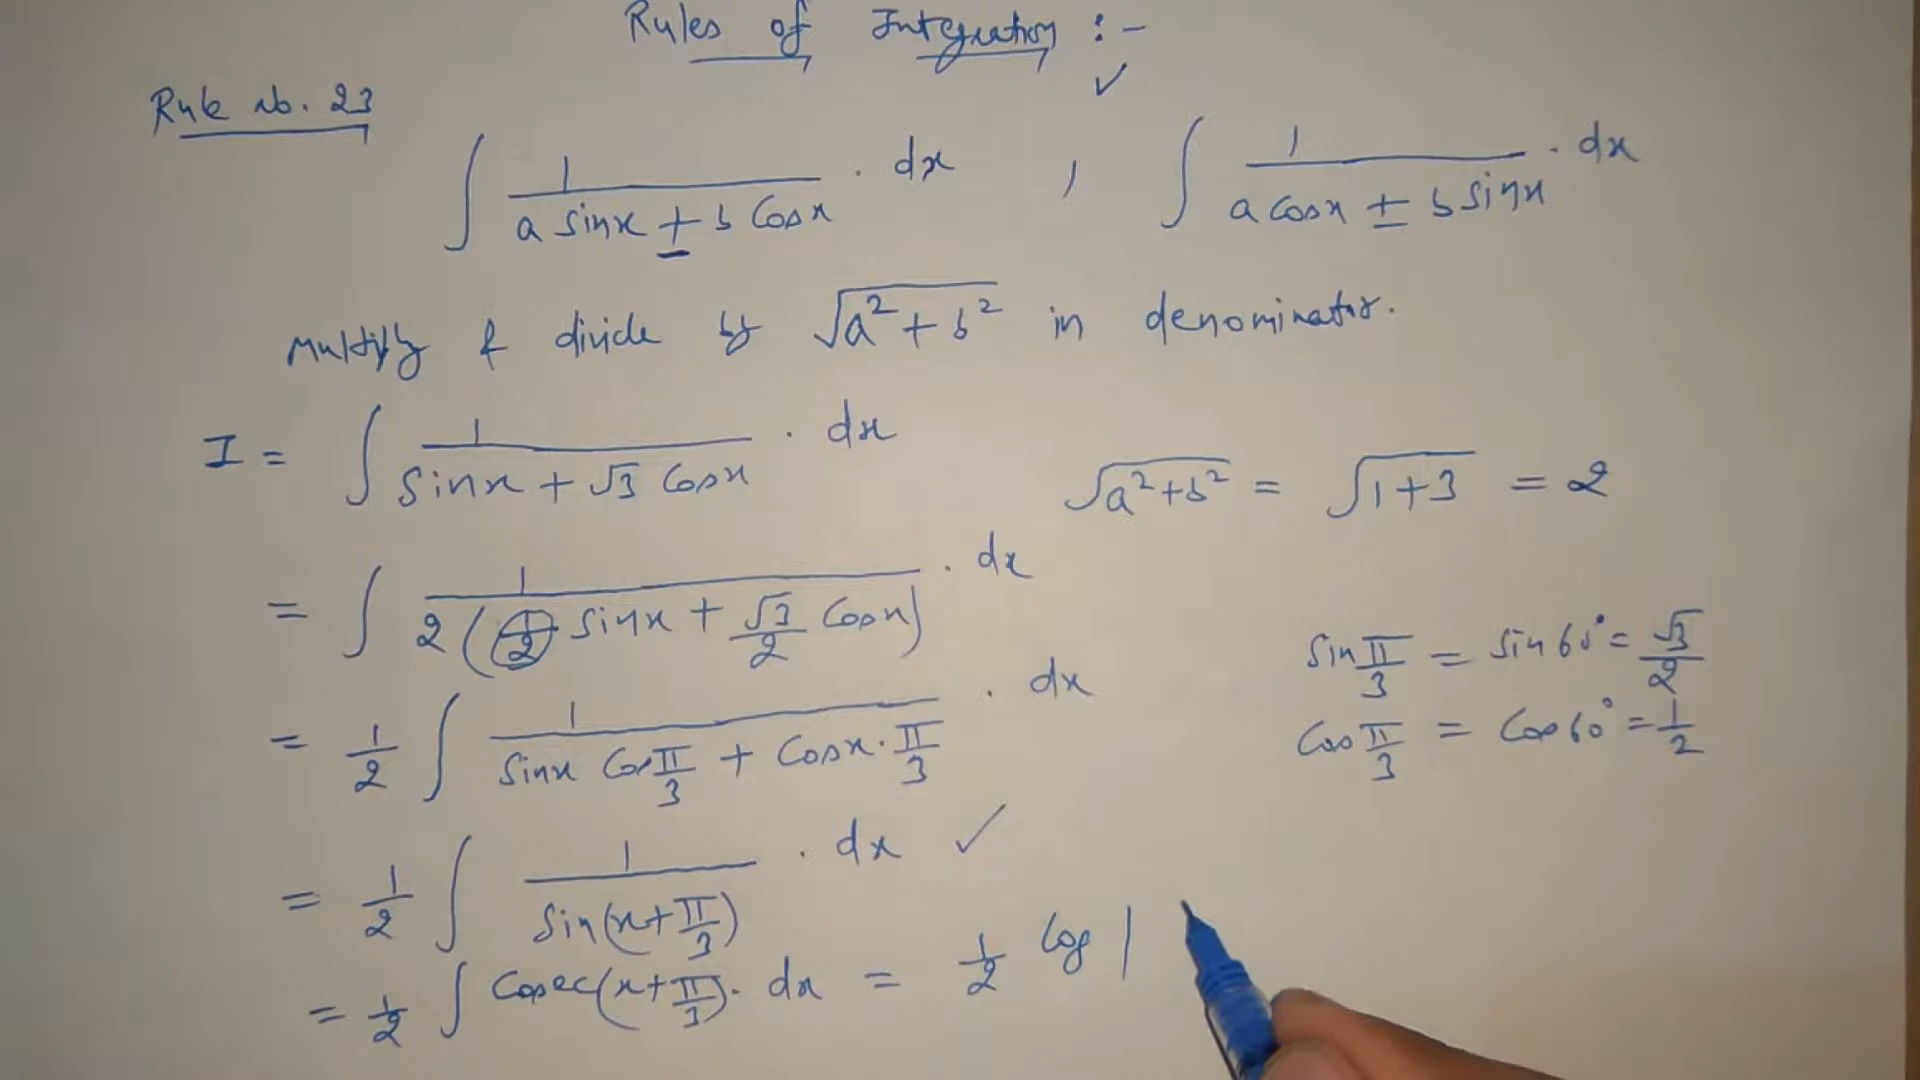 Rules of Integration :-
✓
Rule no. 23
∫ 1/(a sinx ± b Cosx) . dx , ∫ 1/(a cosx ± b sinx) . dx
Multiply & divide by √(a² + b²) in denominator.
I = ∫ 1/(Sinx + √3 Cosx) . dx
√(a²+b²) = √(1+3) = 2
= ∫ 1/(2(1/2 Sinx + √3/2 Cosx)) . dx
Sin π/3 = Sin 60° = √3/2
= 1/2 ∫ 1/(Sinx Cos π/3 + Cosx . π/3) . dx
Cos π/3 = Cos 60° = 1/2
= 1/2 ∫ 1/Sin(x+π/3) . dx ✓
= 1/2 ∫ Cosec(x+π/3) . dx = 1/2 log |